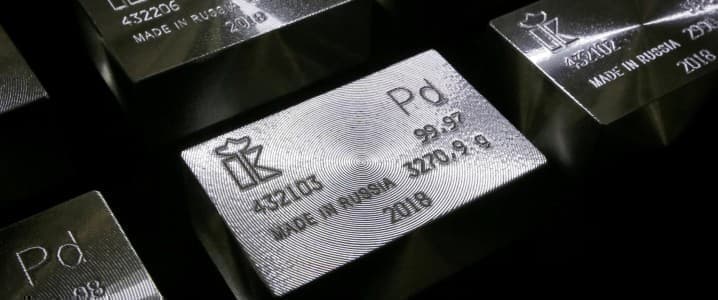 432206
MADE IN RUSSIA
2018
432102
MADE IN RUSSIA
2018
Pd
99.97
432103
3270,9 g
MADE IN RUSSIA
2018
Pd
98